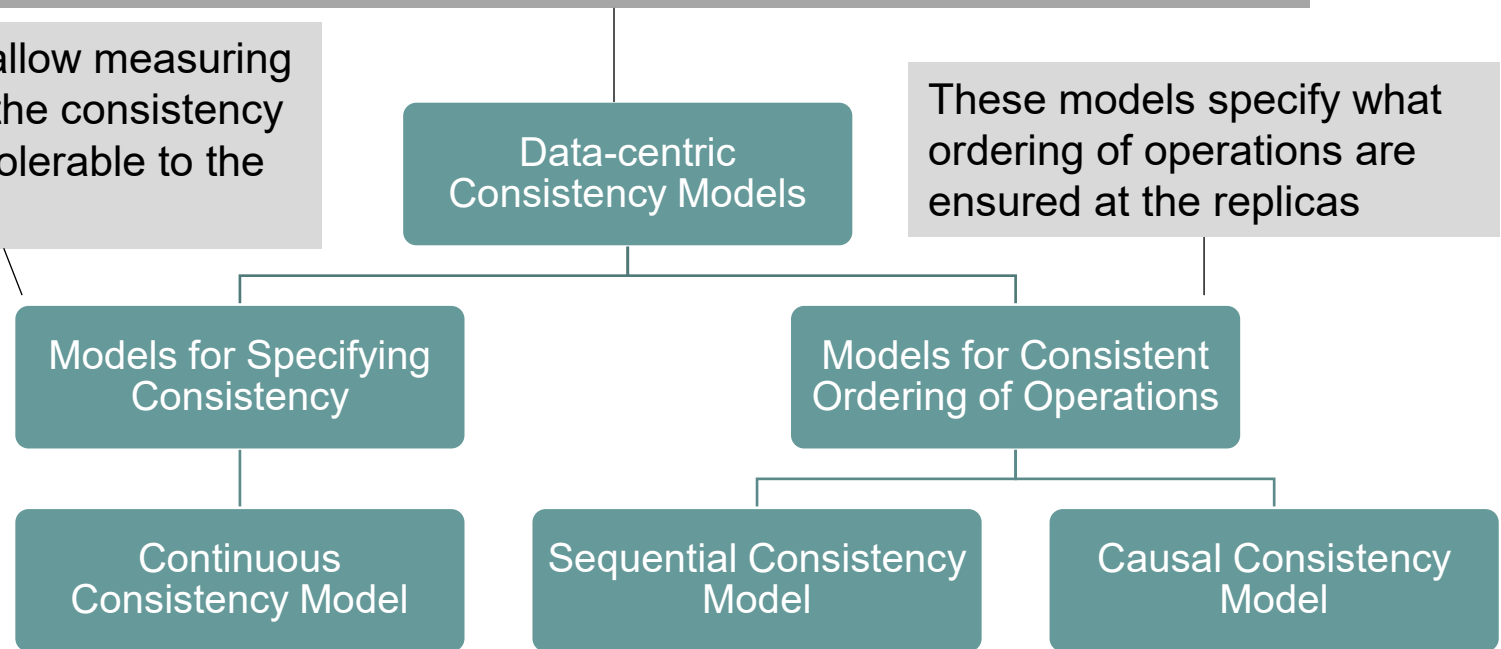 allow measuring
the consistency
olerable to the
Data-centric
Consistency Models
These models specify what
ordering of operations are
ensured at the replicas
Models for Specifying
Consistency
Models for Consistent
Ordering of Operations
Continuous
Consistency Model
Sequential Consistency
Model
Causal Consistency
Model